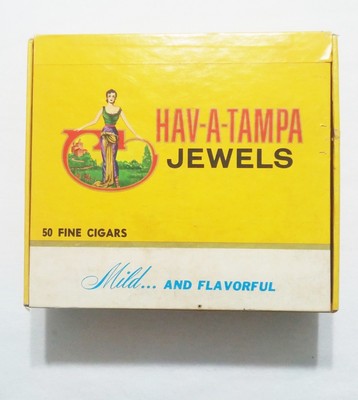 HAV-A-TAMPA
JEWELS
50 FINE CIGARS
Mild... AND FLAVORFUL